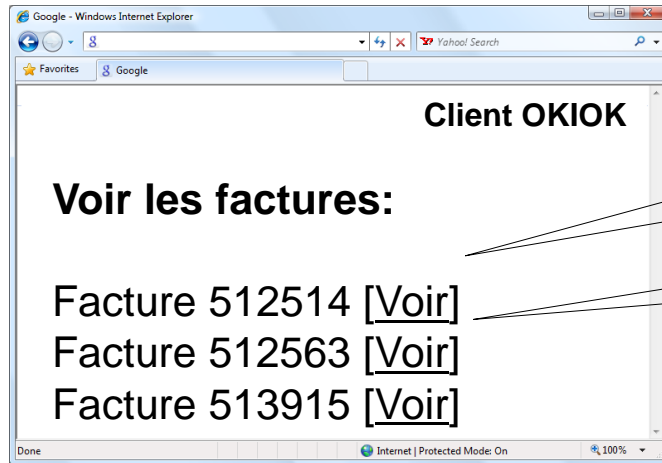 Google - Windows Internet Explorer
Yahoo! Search
Favorites Google
Client OKIOK
Voir les factures:
Facture 512514 [Voir]
Facture 512563 [Voir]
Facture 513915 [Voir]
Done Internet | Protected Mode: On 100%